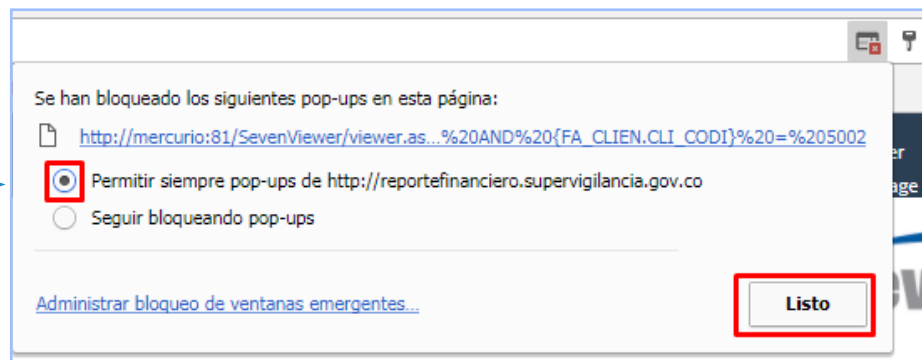 Se han bloqueado los siguientes pop-ups en esta página:
http://mercurio:81/SevenViewer/viewer.as...%20AND%20{FA_CLIEN.CLI_CODI}%20=%205002
Permitir siempre pop-ups de http://reportefinanciero.supervigilancia.gov.co
Seguir bloqueando pop-ups
Administrar bloqueo de ventanas emergentes...
Listo